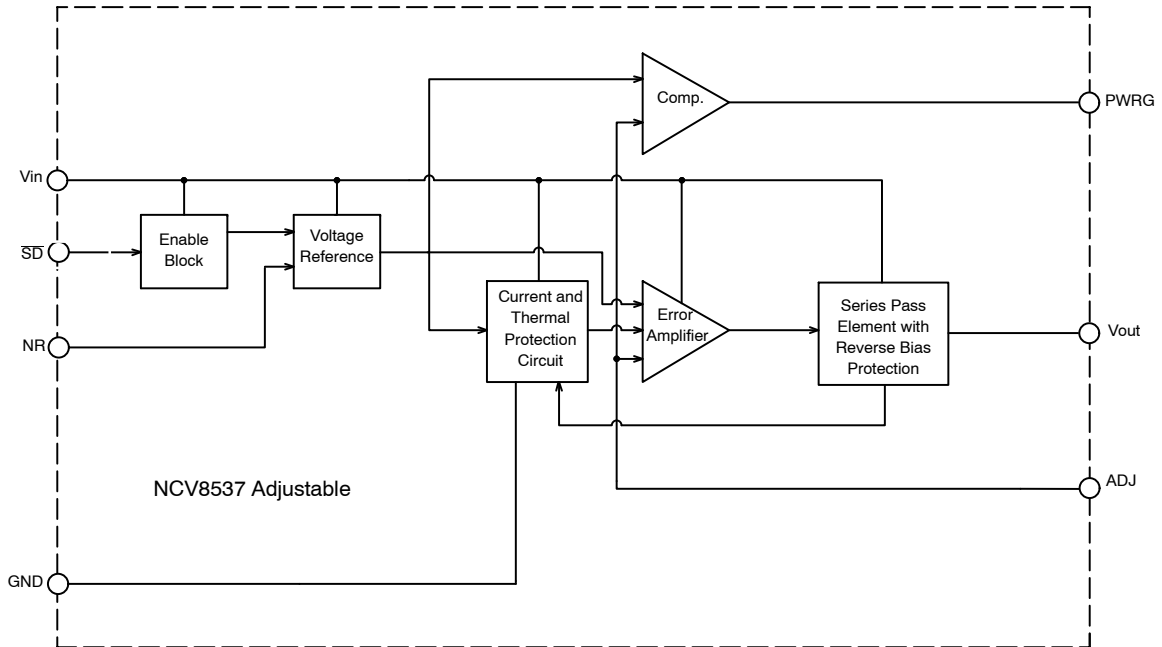 Comp.
PWRG
Vin
Enable
Block
Voltage
Reference
SD
Current and
Thermal
Protection
Circuit
Error
Amplifier
Series Pass
Element with
Reverse Bias
Protection
Vout
NR
NCV8537 Adjustable
ADJ
GND